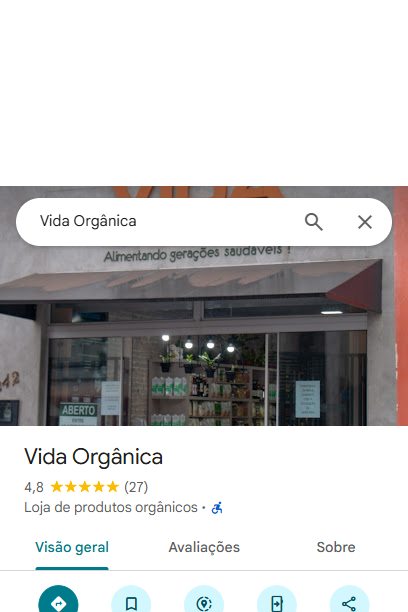 VIDA
Vida Orgânica
Alimentando gerações saudáveis !
ABERTO
Vida Orgânica
4,8 (27)
Loja de produtos orgânicos ·
Visão geral
Avaliações
Sobre